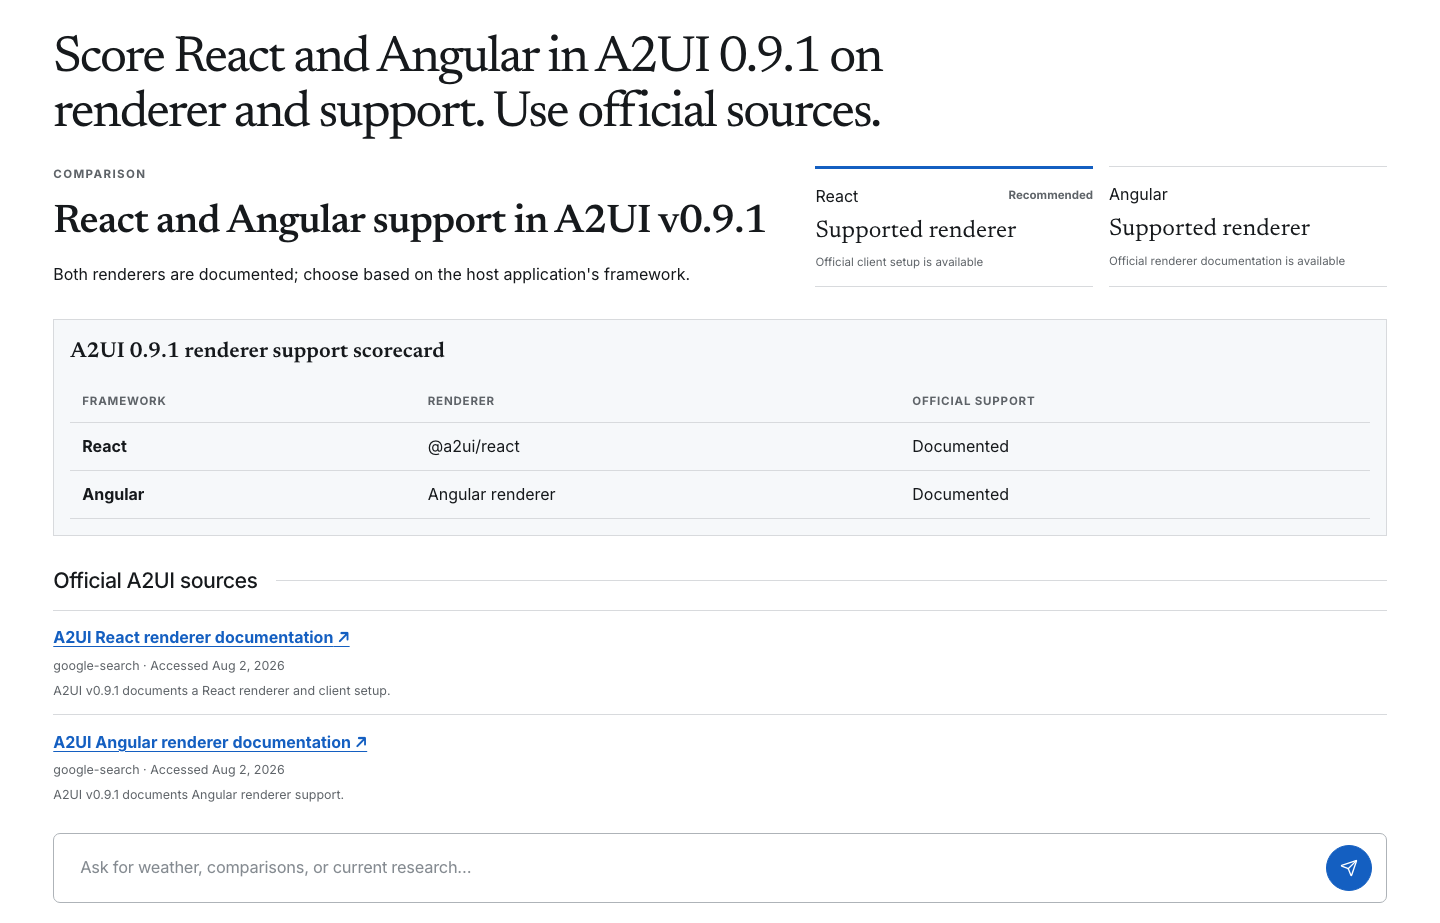 Score React and Angular in A2UI 0.9.1 on
renderer and support. Use official sources.
COMPARISON
React and Angular support in A2UI v0.9.1
Both renderers are documented; choose based on the host application's framework.
React
Recommended
Supported renderer
Official client setup is available
Angular
Supported renderer
Official renderer documentation is available
A2UI 0.9.1 renderer support scorecard
FRAMEWORK RENDERER OFFICIAL SUPPORT
React @a2ui/react Documented
Angular Angular renderer Documented
Official A2UI sources
A2UI React renderer documentation ↗
google-search · Accessed Aug 2, 2026
A2UI v0.9.1 documents a React renderer and client setup.
A2UI Angular renderer documentation ↗
google-search · Accessed Aug 2, 2026
A2UI v0.9.1 documents Angular renderer support.
Ask for weather, comparisons, or current research...